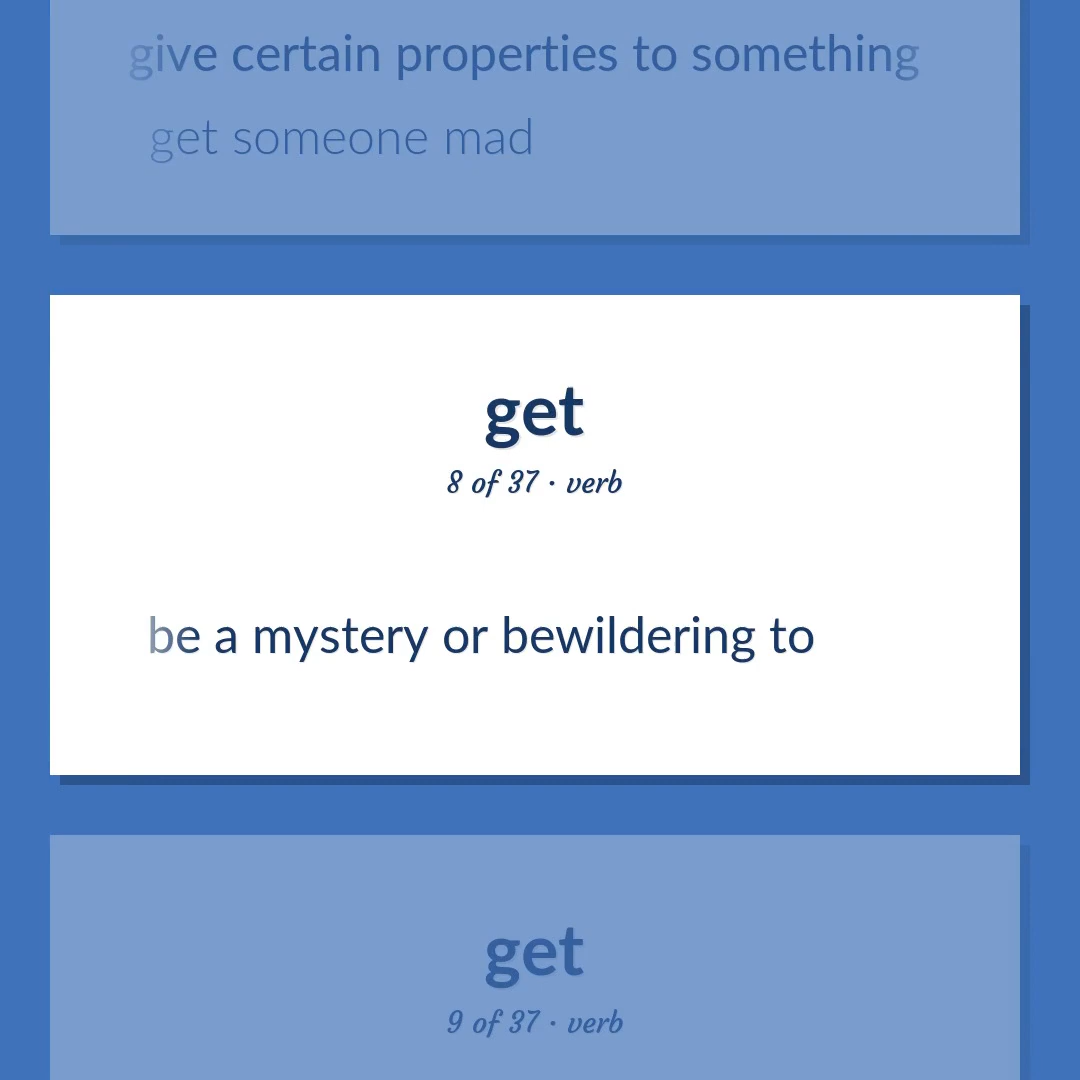 give certain properties to something
get someone mad
get
8 of 37 · verb
be a mystery or bewildering to
get
9 of 37 · verb